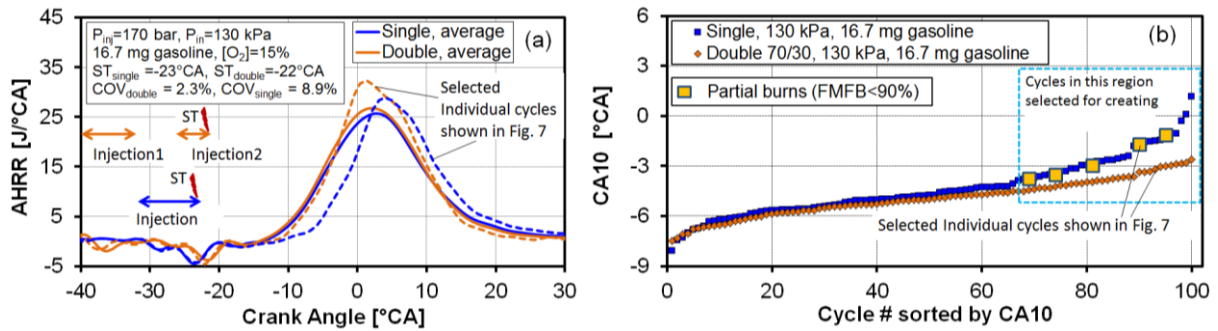 45
35
25
15
5
-5
AHRR [J/°CA]
P_inj=170 bar, P_in=130 kPa
16.7 mg gasoline, [O₂]=15%
ST_single =-23°CA, ST_double=-22°CA
COV_double = 2.3%, COV_single = 8.9%
Single, average
Double, average
(a)
Selected
Individual cycles
shown in Fig. 7
ST
Injection1
Injection2
ST
Injection
-40
-30
-20
-10
0
10
20
30
Crank Angle [°CA]
3
0
-3
-6
-9
CA10 [°CA]
Single, 130 kPa, 16.7 mg gasoline
Double 70/30, 130 kPa, 16.7 mg gasoline
(b)
Partial burns (FMFB<90%)
Cycles in this region
selected for creating
Selected Individual cycles shown in Fig. 7
0
20
40
60
80
100
Cycle # sorted by CA10